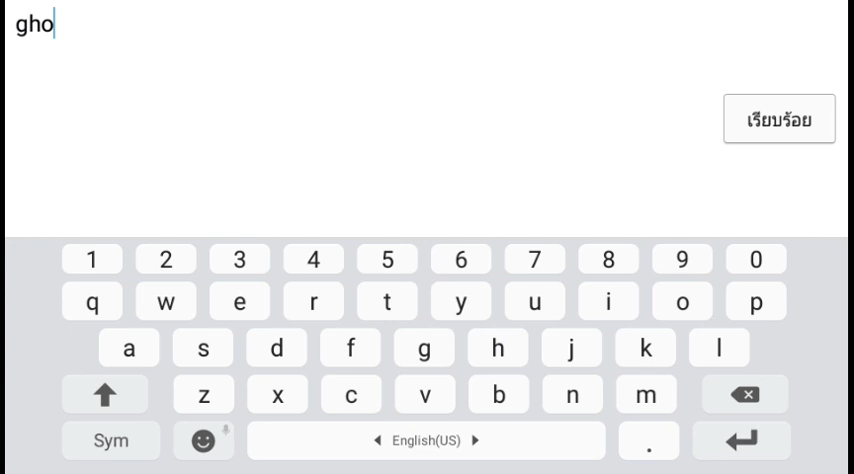 gho
เรียบร้อย
1 2 3 4 5 6 7 8 9 0
q w e r t y u i o p
a s d f g h j k l
z x c v b n m
Sym English(US) .